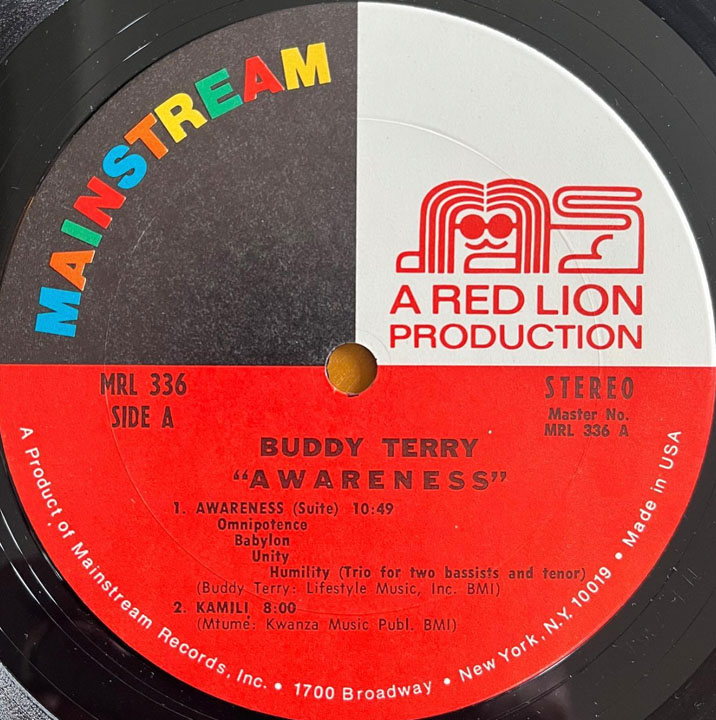 MAINSTREAM
A RED LION
PRODUCTION
MRL 336
SIDE A
STEREO
Master No.
MRL 336 A
BUDDY TERRY
“AWARENESS”
1. AWARENESS (Suite) 10:49
Omnipotence
Babylon
Unity
Humility (Trio for two bassists and tenor)
(Buddy Terry: Lifestyle Music, Inc. BMI)
2. KAMILI 8:00
(Mtumé: Kwanza Music Publ. BMI)
A Product of Mainstream Records, Inc. • 1700 Broadway • New York, N.Y. 10019 • Made in USA